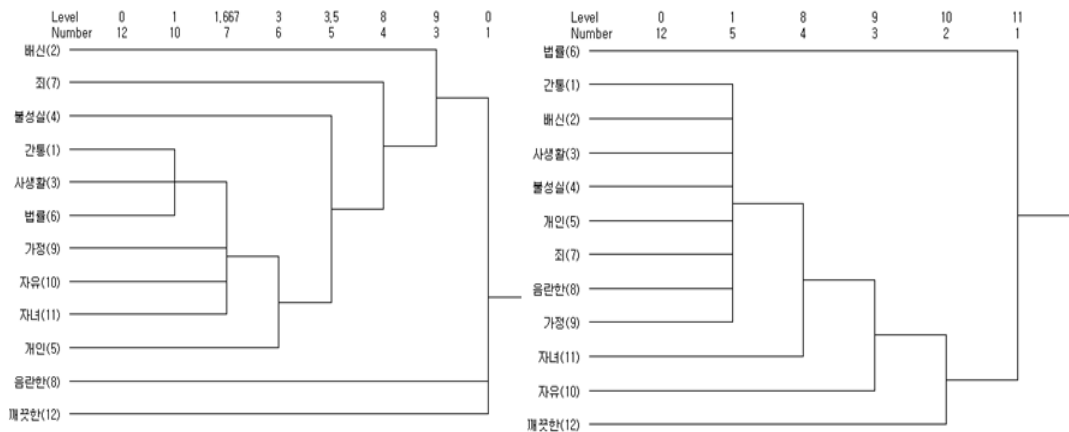 Level 0 1 1,667 3 3,5 8 9 0
Number 12 10 7 6 5 4 3 1
배신(2)
죄(7)
불성실(4)
간통(1)
사생활(3)
법률(6)
가정(9)
자유(10)
자녀(11)
개인(5)
음란한(8)
깨끗한(12)
Level 0 1 8 9 10 11
Number 12 5 4 3 2 1
법률(6)
간통(1)
배신(2)
사생활(3)
불성실(4)
개인(5)
죄(7)
음란한(8)
가정(9)
자녀(11)
자유(10)
깨끗한(12)